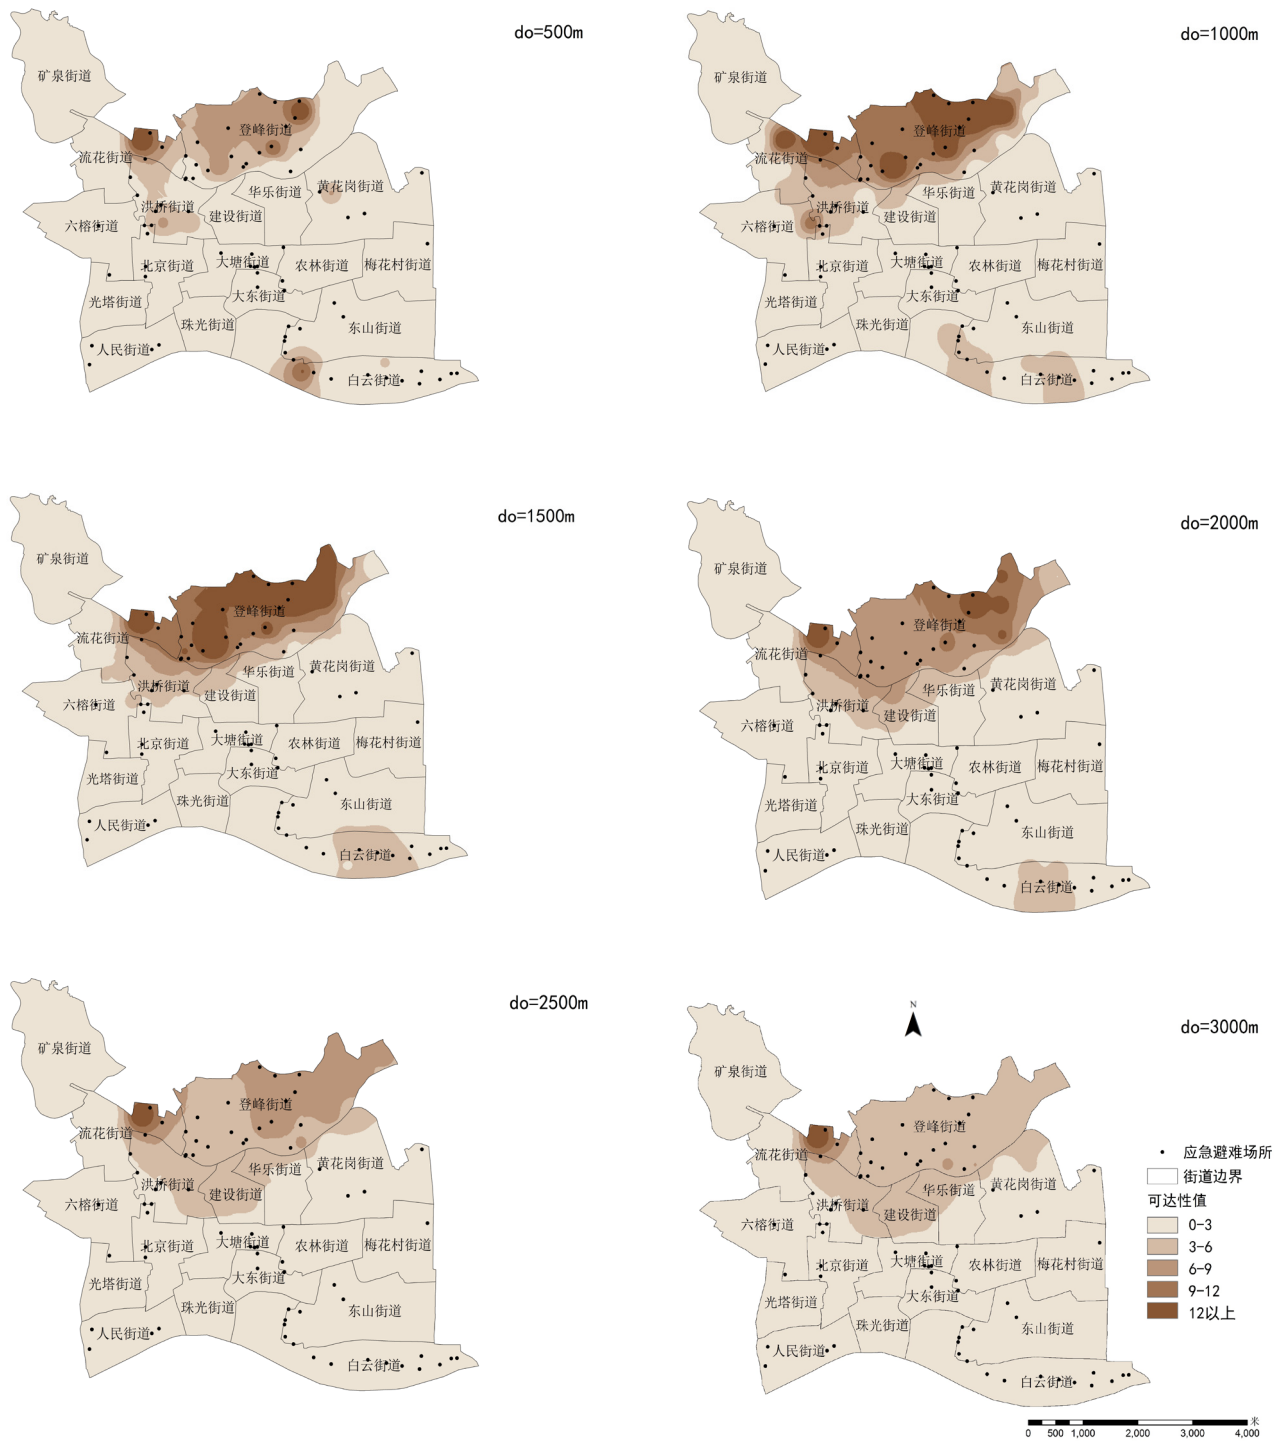 do=500m
矿泉街道
登峰街道
流花街道
华乐街道
黄花岗街道
洪桥街道
建设街道
六榕街道
北京街道
大塘街道
农林街道
梅花村街道
光塔街道
大东街道
珠光街道
东山街道
人民街道
白云街道
do=1000m
矿泉街道
登峰街道
流花街道
华乐街道
黄花岗街道
洪桥街道
建设街道
六榕街道
北京街道
大塘街道
农林街道
梅花村街道
光塔街道
大东街道
珠光街道
东山街道
人民街道
白云街道
do=1500m
矿泉街道
登峰街道
流花街道
华乐街道
黄花岗街道
洪桥街道
建设街道
六榕街道
北京街道
大塘街道
农林街道
梅花村街道
光塔街道
大东街道
珠光街道
东山街道
人民街道
白云街道
do=2000m
矿泉街道
登峰街道
流花街道
华乐街道
黄花岗街道
洪桥街道
建设街道
六榕街道
北京街道
大塘街道
农林街道
梅花村街道
光塔街道
大东街道
珠光街道
东山街道
人民街道
白云街道
do=2500m
矿泉街道
登峰街道
流花街道
华乐街道
黄花岗街道
洪桥街道
建设街道
六榕街道
北京街道
大塘街道
农林街道
梅花村街道
光塔街道
大东街道
珠光街道
东山街道
人民街道
白云街道
N
do=3000m
矿泉街道
登峰街道
流花街道
华乐街道
黄花岗街道
洪桥街道
建设街道
六榕街道
北京街道
大塘街道
农林街道
梅花村街道
光塔街道
大东街道
珠光街道
东山街道
人民街道
白云街道
应急避难场所
街道边界
可达性值
0-3
3-6
6-9
9-12
12以上
米
0 500 1,000 2,000 3,000 4,000